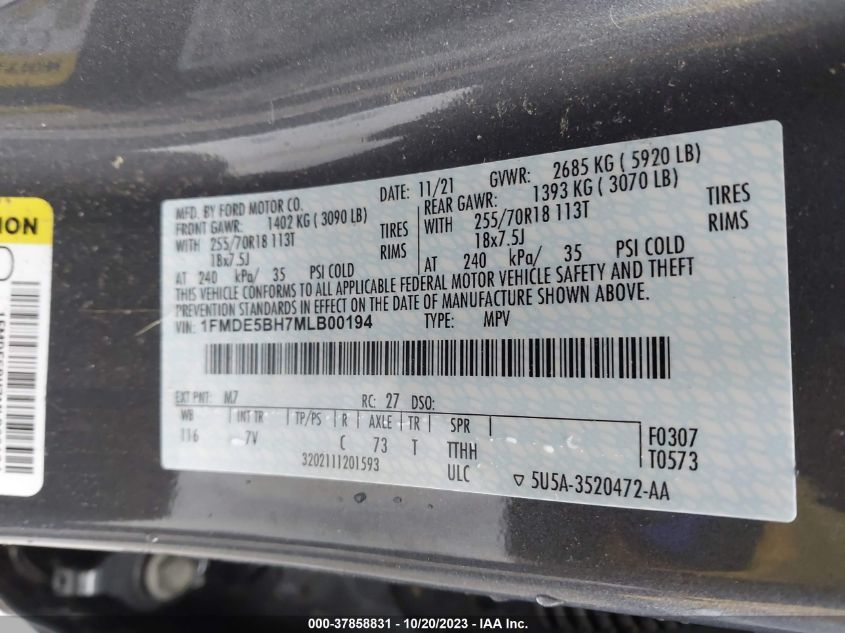 MFD. BY FORD MOTOR CO.
DATE: 11/21
GVWR: 2685 KG ( 5920 LB)
FRONT GAWR: 1402 KG ( 3090 LB)
REAR GAWR: 1393 KG ( 3070 LB)
WITH 255/70R18 113T TIRES
WITH 255/70R18 113T TIRES
18x7.5J RIMS
18x7.5J RIMS
AT 240 kPa/ 35 PSI COLD
AT 240 kPa/ 35 PSI COLD
THIS VEHICLE CONFORMS TO ALL APPLICABLE FEDERAL MOTOR VEHICLE SAFETY AND THEFT
PREVENTION STANDARDS IN EFFECT ON THE DATE OF MANUFACTURE SHOWN ABOVE.
VIN: 1FMDE5BH7MLB00194 TYPE: MPV
EXT PNT: M7 RC: 27 DSO:
WB INT TR TP/PS R AXLE TR SPR
116 7V C 73 T TTHH
F0307
T0573
3202111201593 ULC
▽ 5U5A-3520472-AA
ION
000-37858831 - 10/20/2023 - IAA Inc.